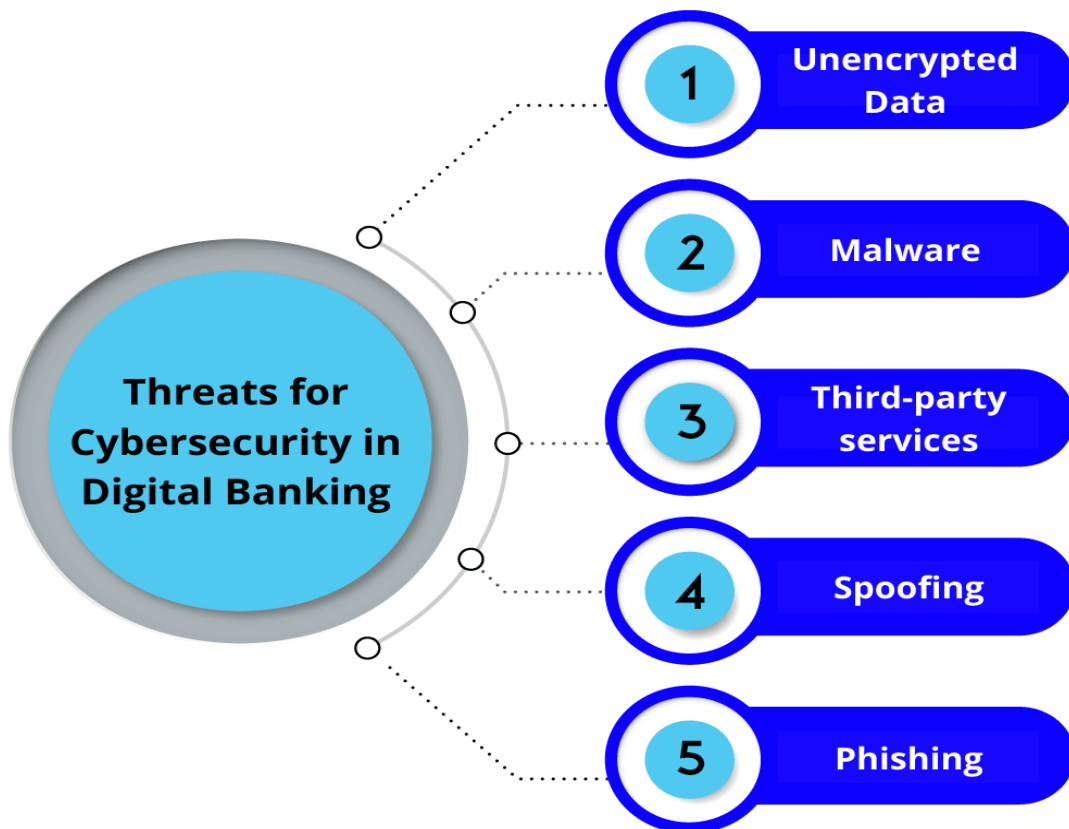 Threats for
Cybersecurity in
Digital Banking
1
Unencrypted
Data
2
Malware
3
Third-party
services
4
Spoofing
5
Phishing